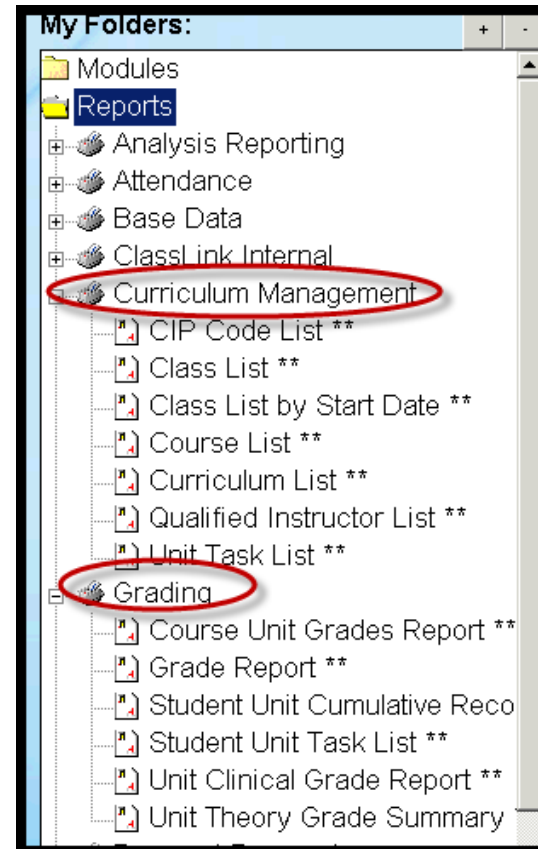 My Folders:
Modules
Reports
Analysis Reporting
Attendance
Base Data
ClassLink Internal
Curriculum Management
CIP Code List **
Class List **
Class List by Start Date **
Course List **
Curriculum List **
Qualified Instructor List **
Unit Task List **
Grading
Course Unit Grades Report **
Grade Report **
Student Unit Cumulative Reco
Student Unit Task List **
Unit Clinical Grade Report **
Unit Theory Grade Summary